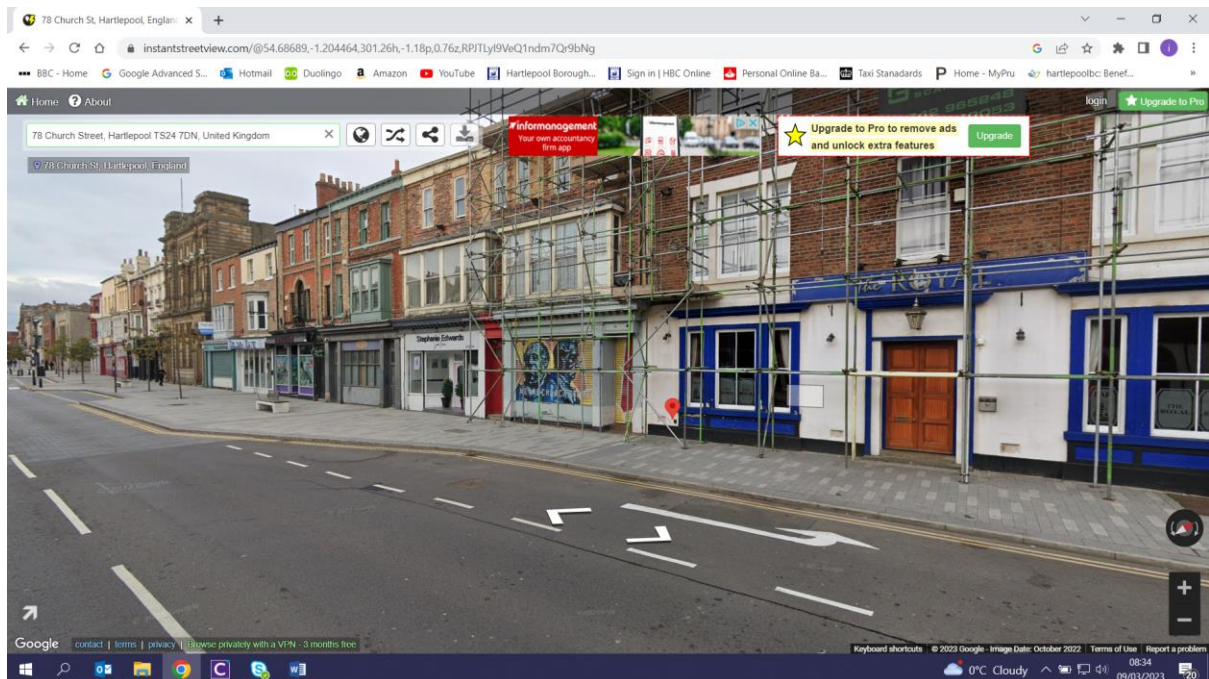 78 Church St, Hartlepool, Englan
instantstreetview.com/@54.68689,-1.204464,301.26h,-1.18p,0.76z,RPJTLyI9VeQ1ndm7Qr9bNg
BBC - Home
Google Advanced S...
Hotmail
Duolingo
Amazon
YouTube
Hartlepool Borough...
Sign in | HBC Online
Personal Online Ba...
Taxi Stanadards
Home - MyPru
hartlepoolbc: Benef...
»
Home
About
login
Upgrade to Pro
78 Church Street, Hartlepool TS24 7DN, United Kingdom
informanagement
Your own accountancy
firm app
Upgrade to Pro to remove ads
and unlock extra features
Upgrade
78 Church St, Hartlepool, England
The ROYAL
Stephanie Edwards
THE
ROYAL
Google
contact | terms | privacy | Browse privately with a VPN - 3 months free
Keyboard shortcuts
© 2023 Google - Image Date: October 2022
Terms of Use
Report a problem
0°C Cloudy
08:34
09/03/2023
20